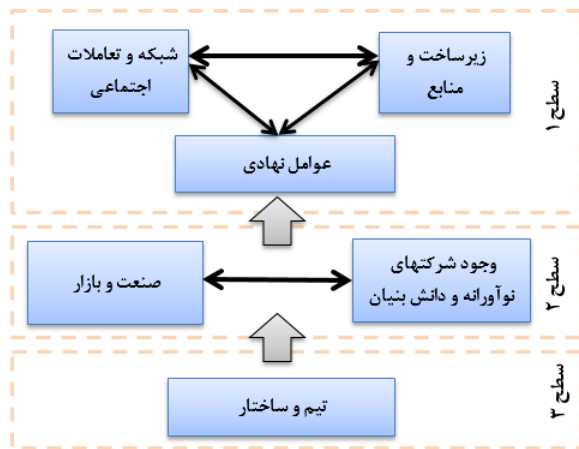 زیرساخت و
منابع
شبکه و تعاملات
اجتماعی
عوامل نهادی
سطح ۱
وجود شرکتهای
نوآورانه و دانش بنیان
صنعت و بازار
سطح ۲
تیم و ساختار
سطح ۳